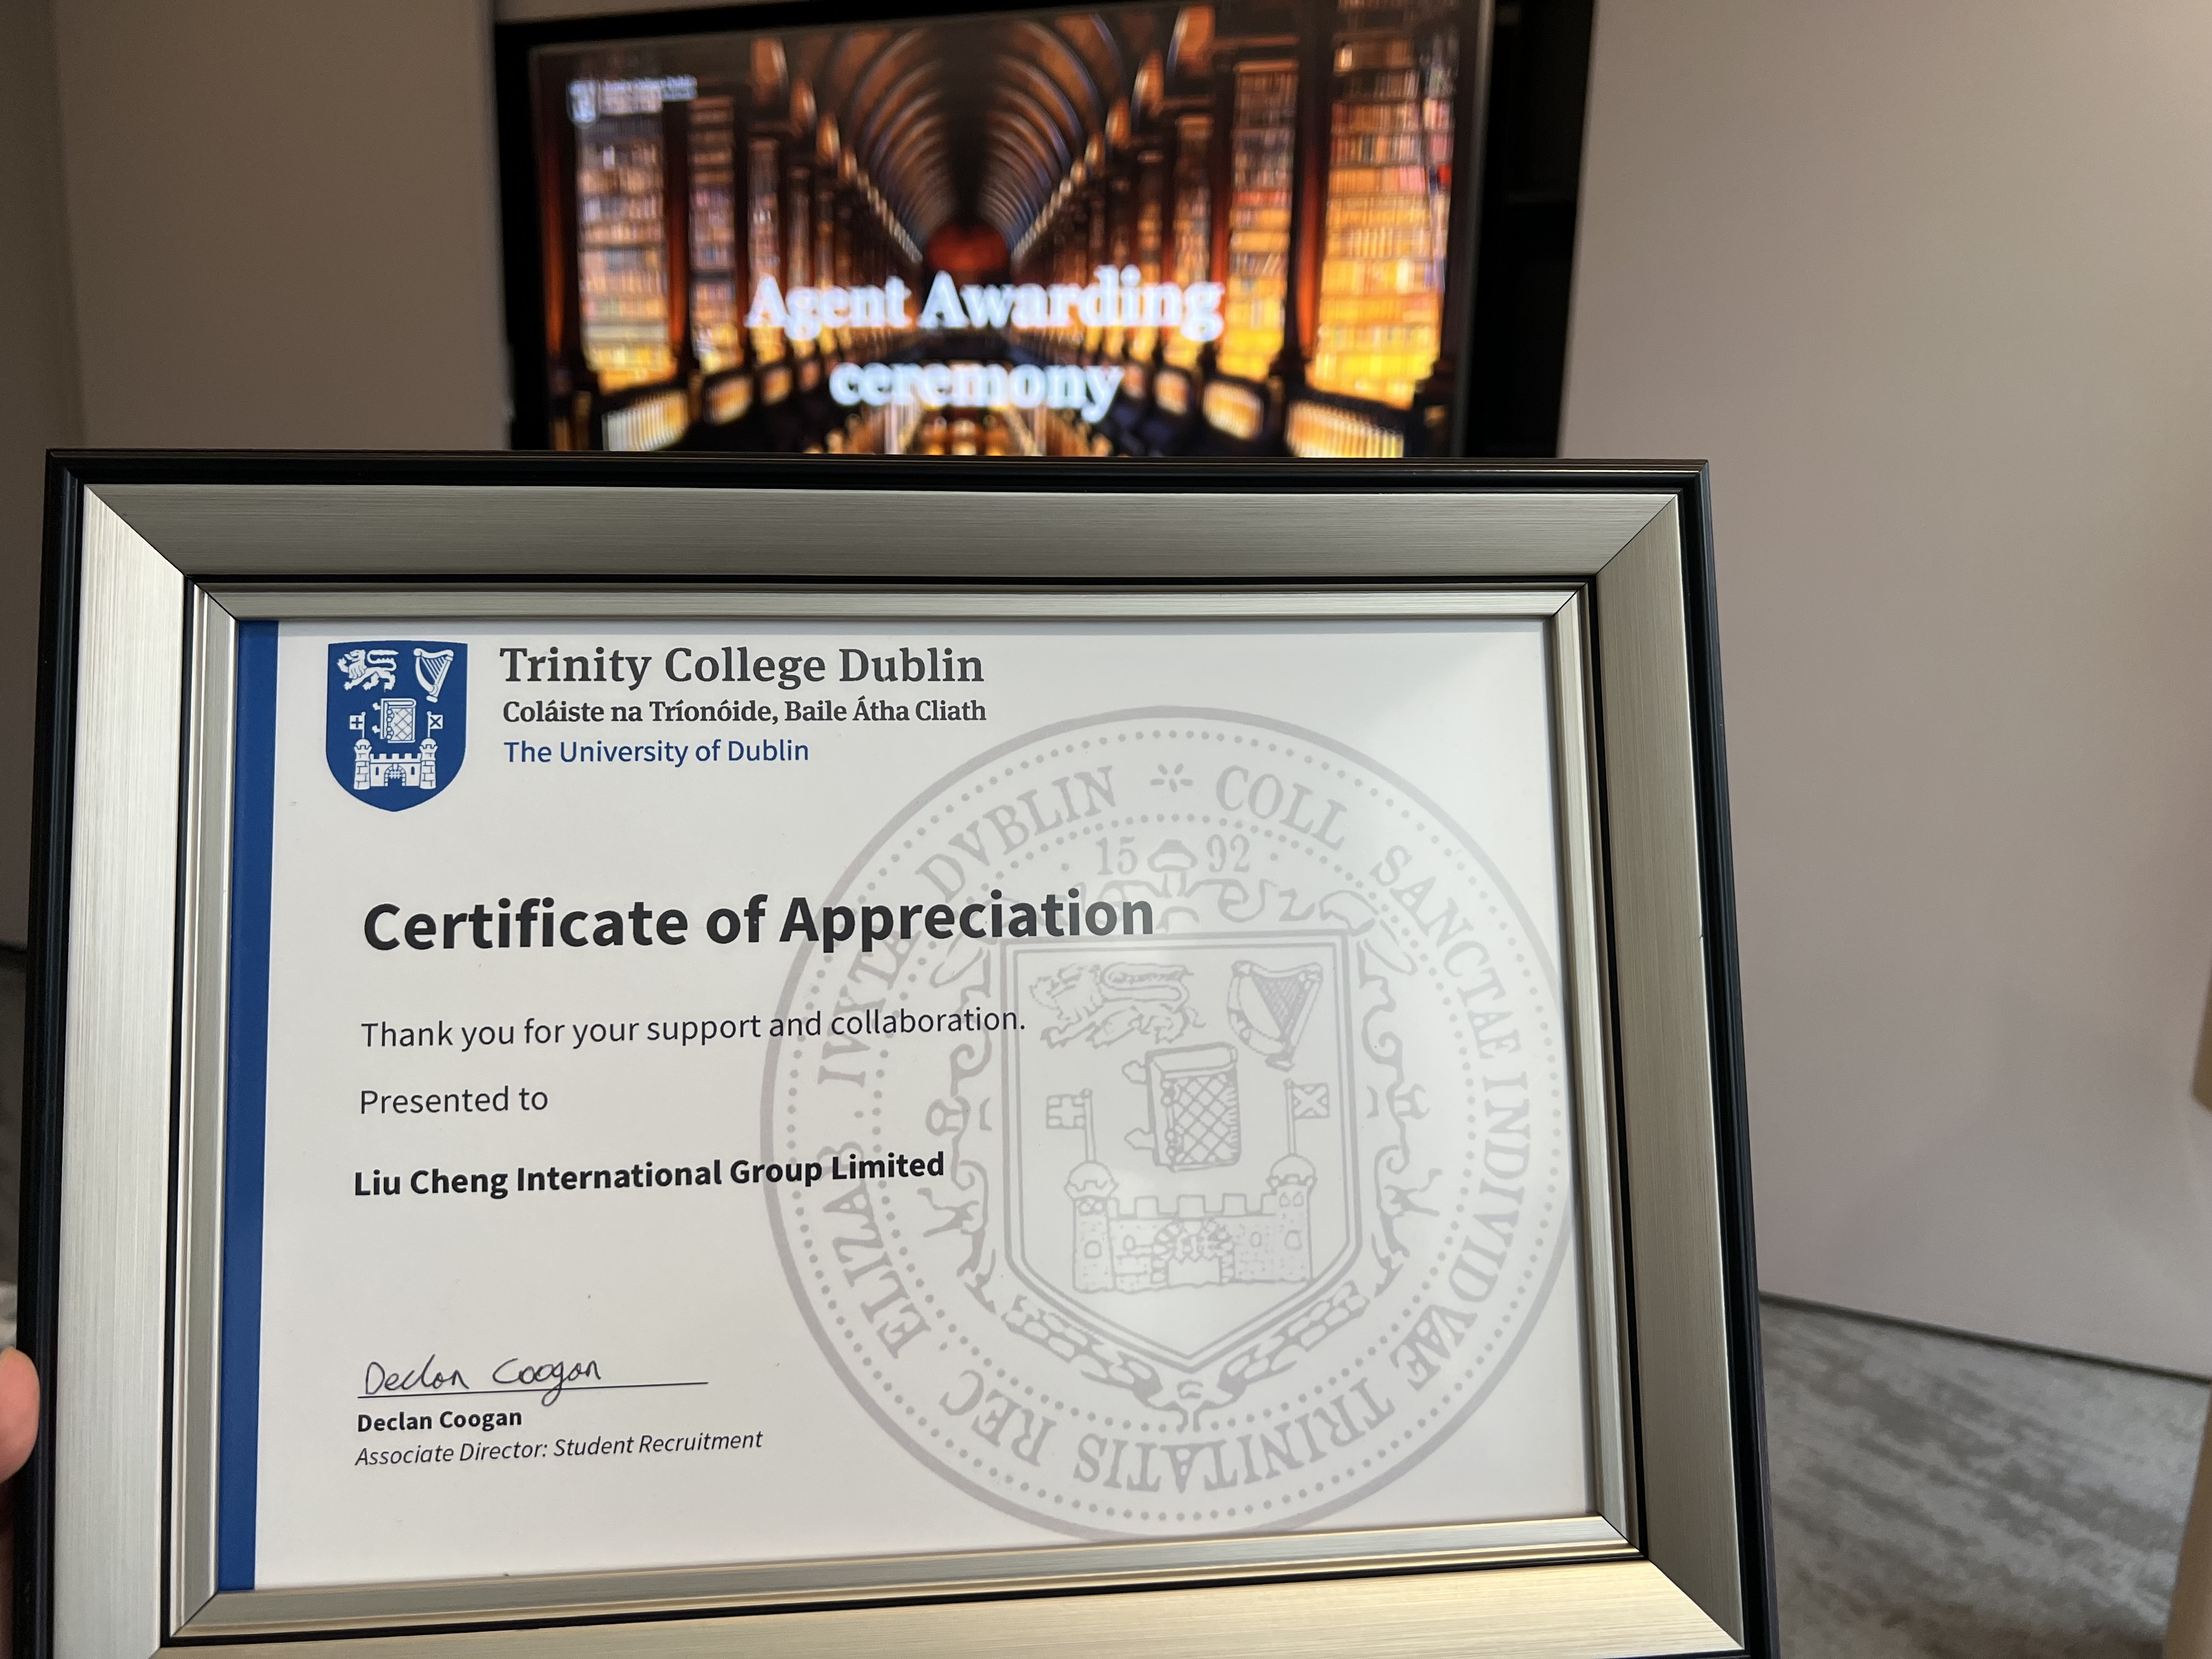 Agent Awarding
ceremony
Trinity College Dublin
Coláiste na Tríonóide, Baile Átha Cliath
The University of Dublin
Certificate of Appreciation
Thank you for your support and collaboration.
Presented to
Liu Cheng International Group Limited
Declan Coogan
Declan Coogan
Associate Director: Student Recruitment
COLL SANCTAE INDIVIDVAE TRINITATIS REC ELIZAB. IVXTA DVBLIN
15 92